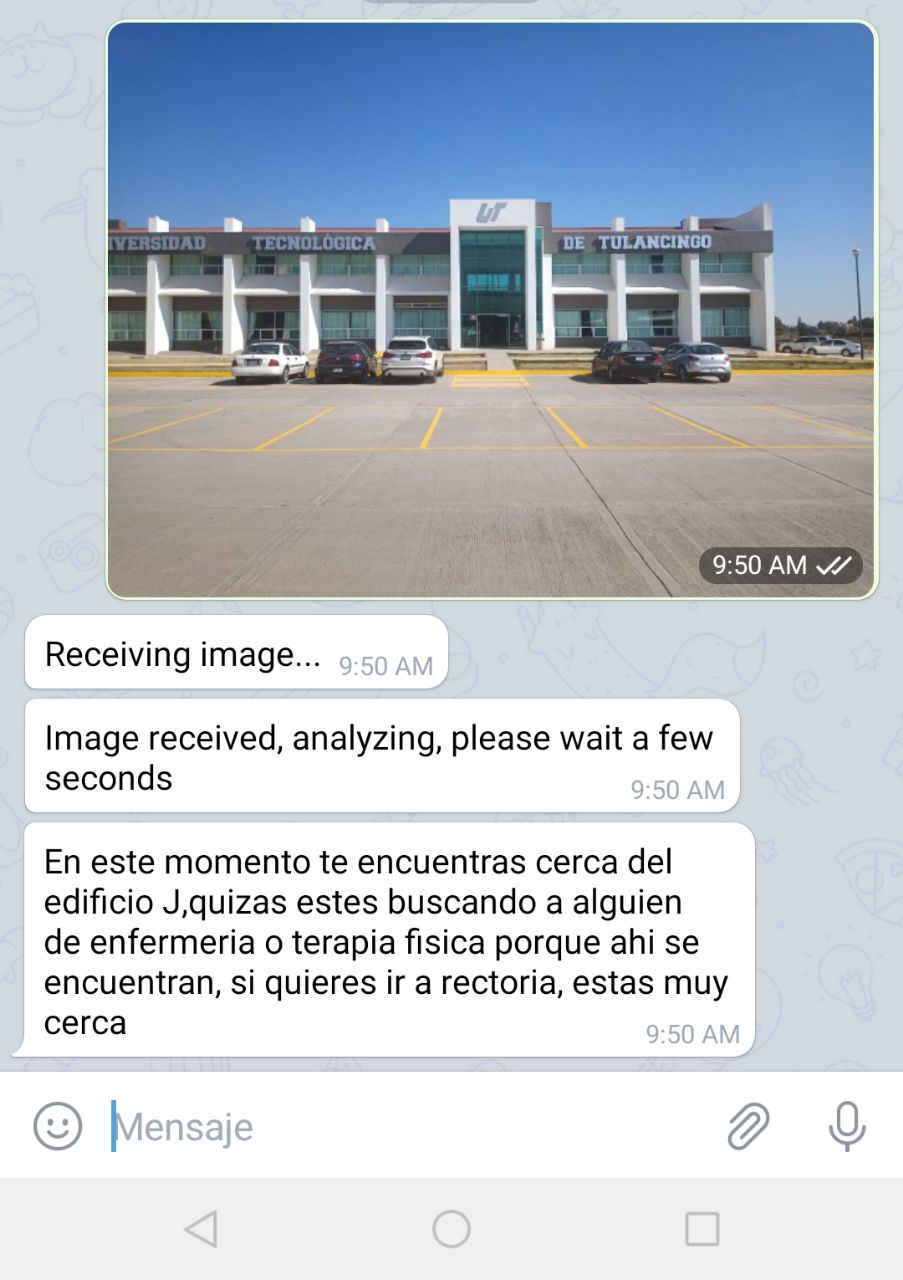 UT
TECNOLÓGICA
DE TULANCINGO
9:50 AM
Receiving image...
9:50 AM
Image received, analyzing, please wait a few
seconds
9:50 AM
En este momento te encuentras cerca del
edificio J,quizas estes buscando a alguien
de enfermeria o terapia fisica porque ahi se
encuentran, si quieres ir a rectoria, estas muy
cerca
9:50 AM
Mensaje